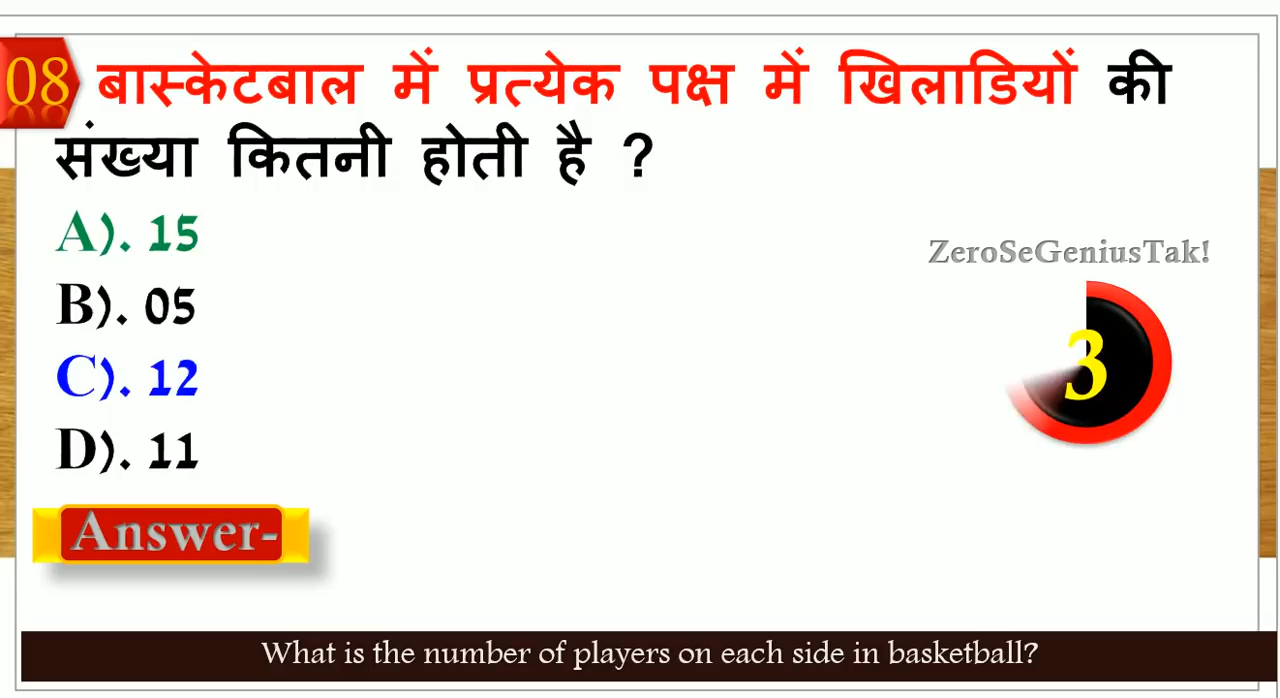 08 बास्केटबाल में प्रत्येक पक्ष में खिलाडियों की
संख्या कितनी होती है ?
A). 15
B). 05
C). 12
D). 11
ZeroSeGeniusTak!
3
Answer-
What is the number of players on each side in basketball?